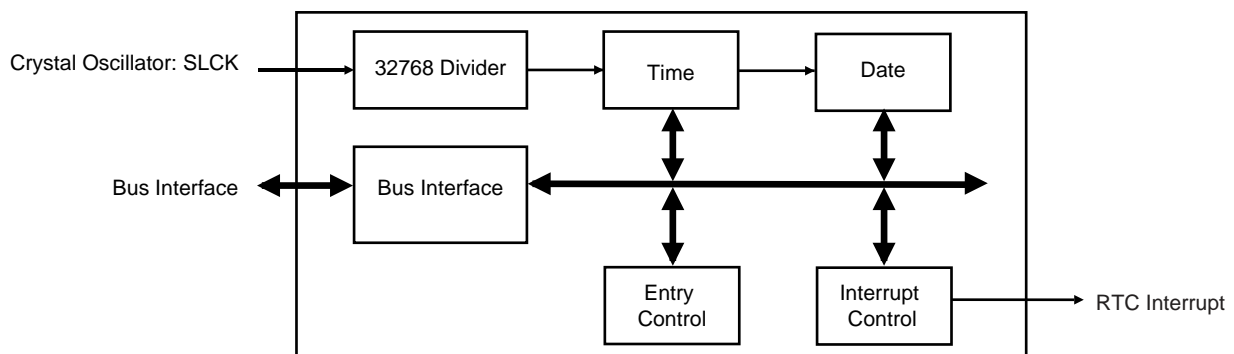 Crystal Oscillator: SLCK
32768 Divider
Time
Date
Bus Interface
Bus Interface
Entry
Control
Interrupt
Control
RTC Interrupt